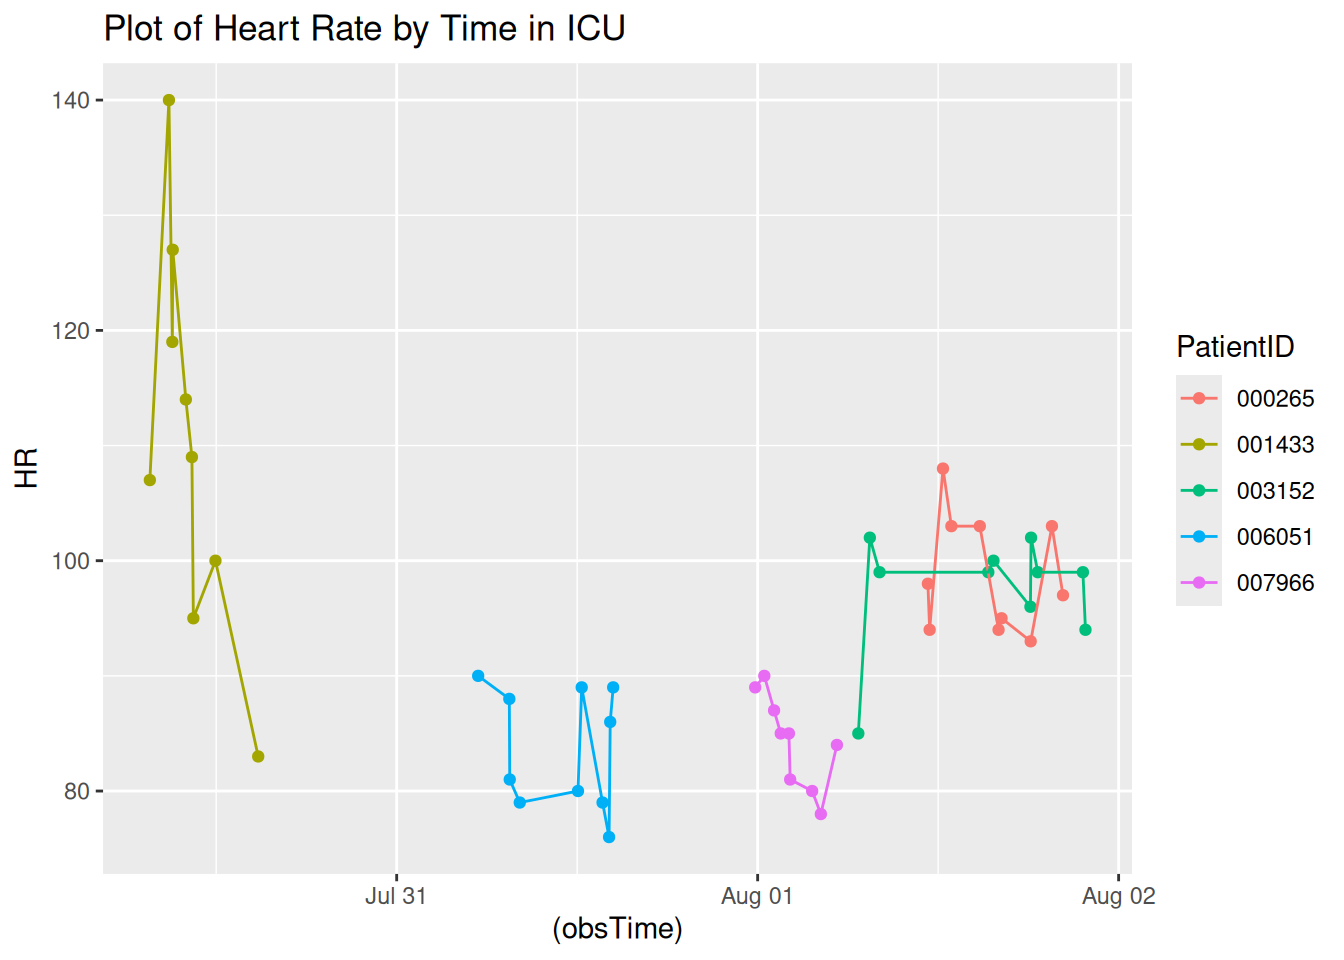 Plot of Heart Rate by Time in ICU
HR
140
120
100
80
Jul 31
Aug 01
Aug 02
(obsTime)
PatientID
000265
001433
003152
006051
007966